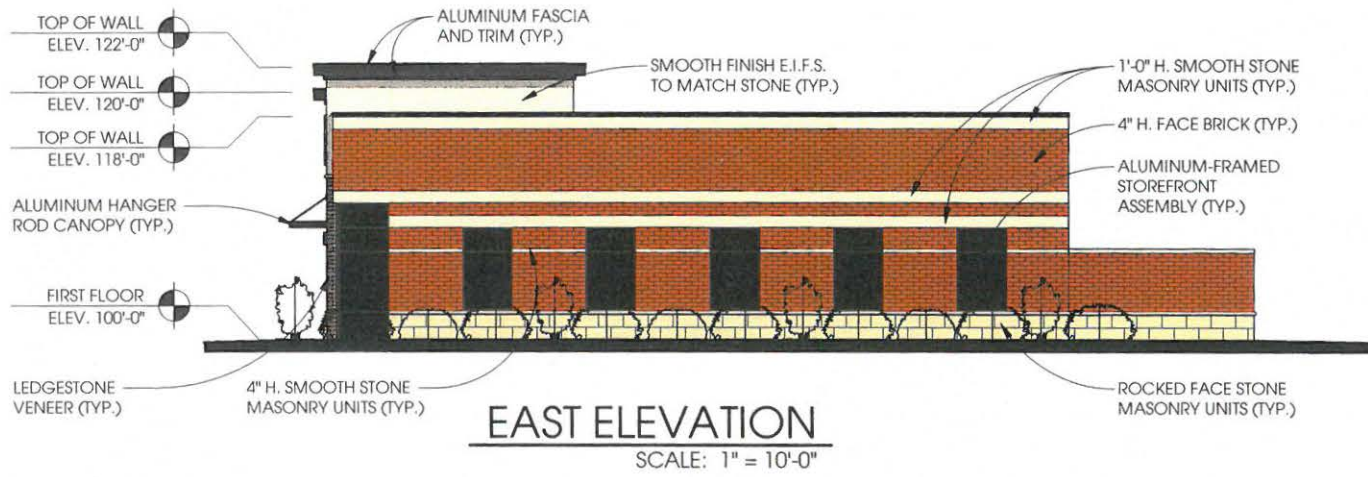 TOP OF WALL
ELEV. 122'-0"
TOP OF WALL
ELEV. 120'-0"
TOP OF WALL
ELEV. 118'-0"
ALUMINUM HANGER
ROD CANOPY (TYP.)
FIRST FLOOR
ELEV. 100'-0"
LEDGESTONE
VENEER (TYP.)
ALUMINUM FASCIA
AND TRIM (TYP.)
SMOOTH FINISH E.I.F.S.
TO MATCH STONE (TYP.)
1'-0" H. SMOOTH STONE
MASONRY UNITS (TYP.)
4" H. FACE BRICK (TYP.)
ALUMINUM-FRAMED
STOREFRONT
ASSEMBLY (TYP.)
4" H. SMOOTH STONE
MASONRY UNITS (TYP.)
ROCKED FACE STONE
MASONRY UNITS (TYP.)
EAST ELEVATION
SCALE: 1" = 10'-0"